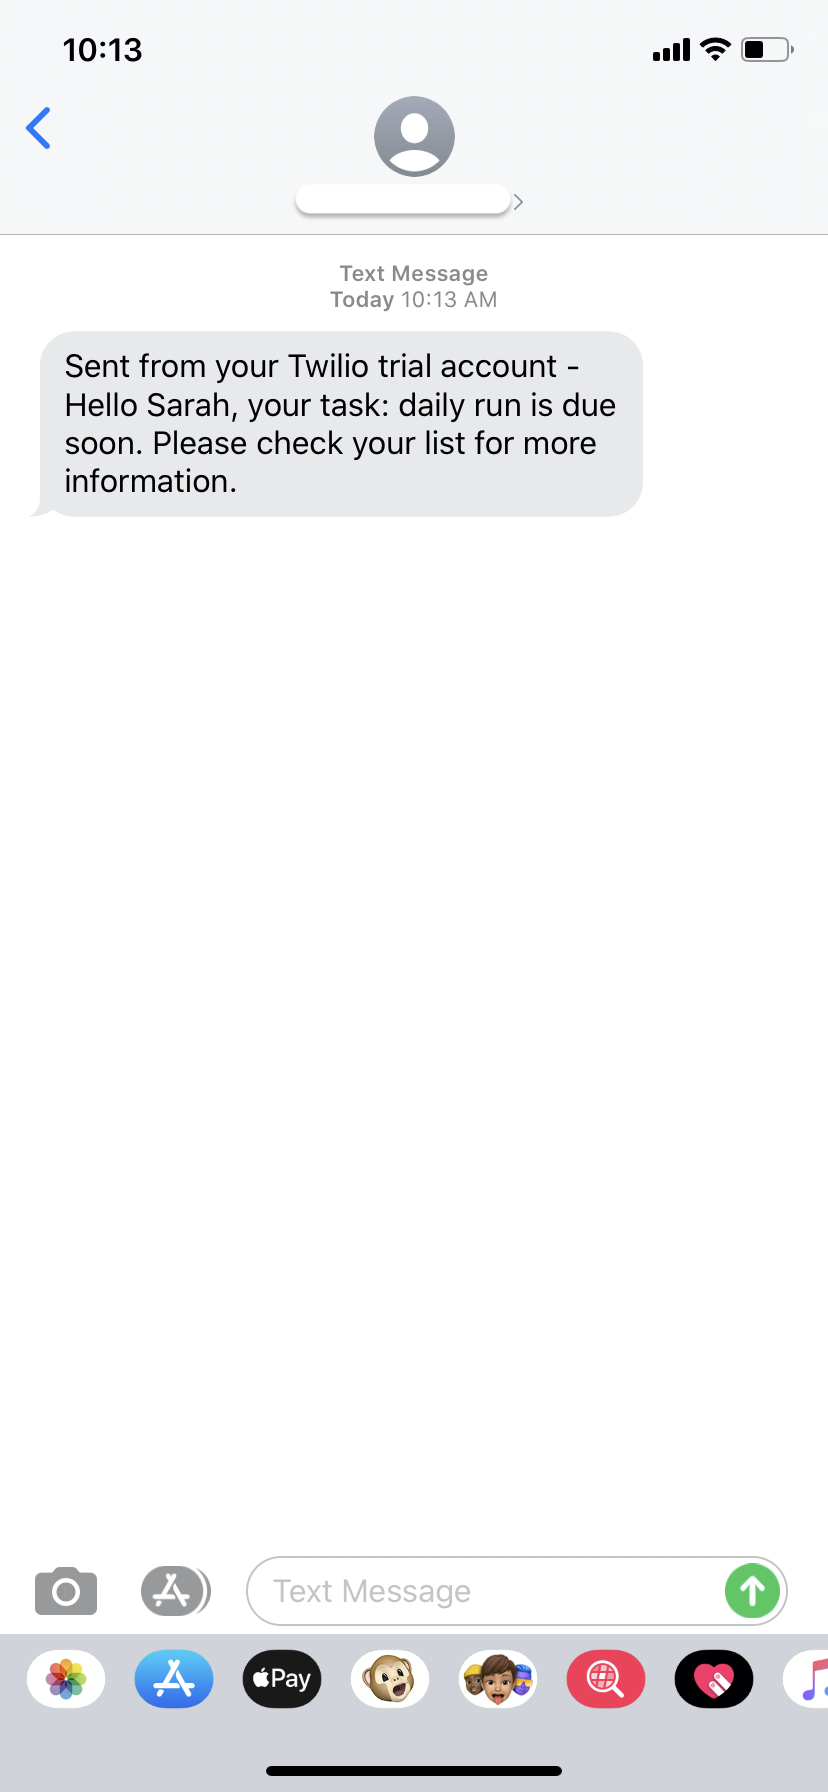 10:13
Text Message
Today 10:13 AM
Sent from your Twilio trial account -
Hello Sarah, your task: daily run is due
soon. Please check your list for more
information.
Text Message
Pay